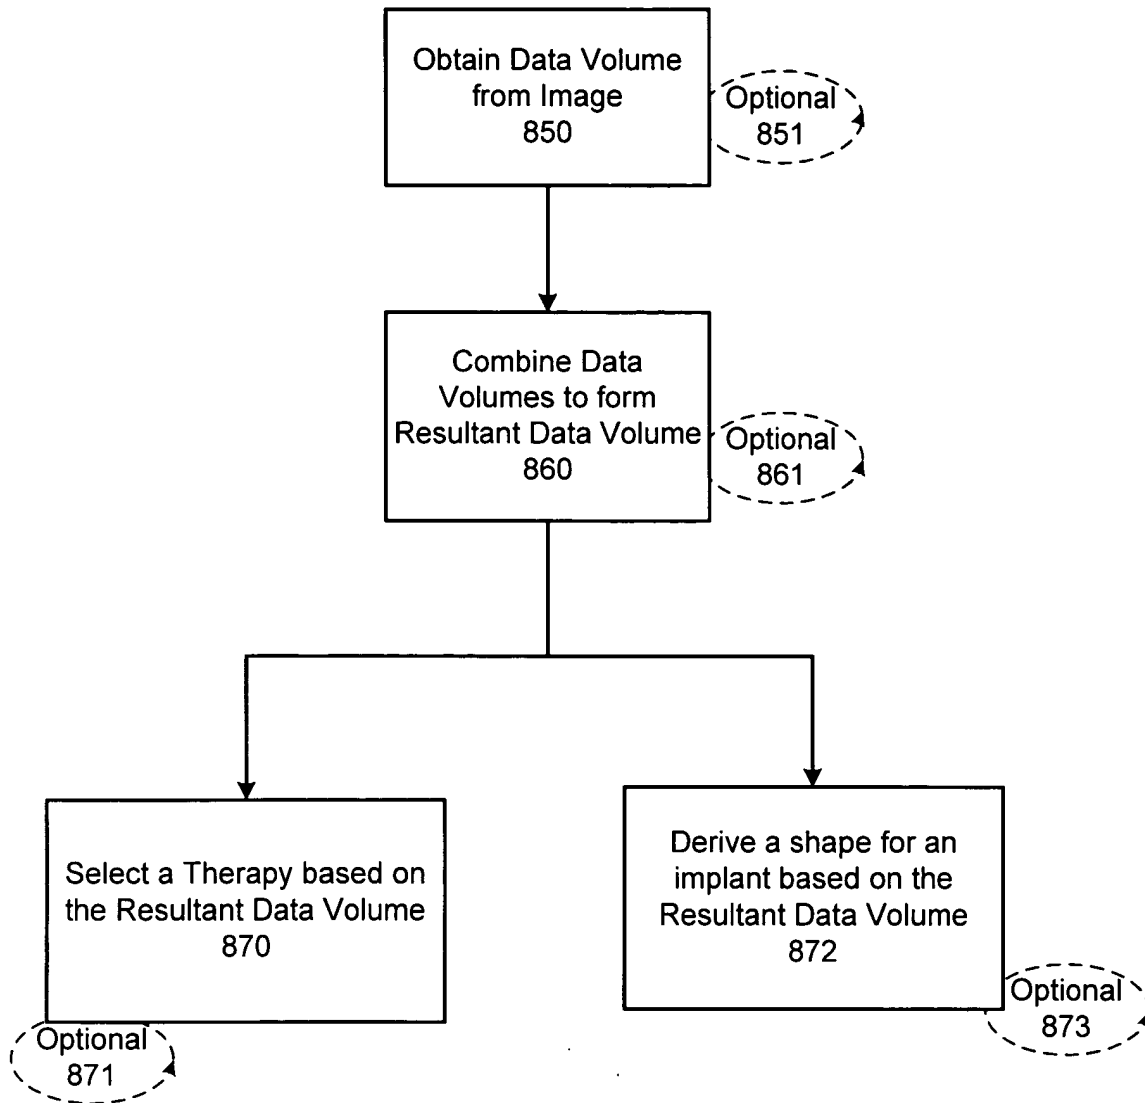 Obtain Data Volume
from Image
850
Optional
851
Combine Data
Volumes to form
Resultant Data Volume
860
Optional
861
Select a Therapy based on
the Resultant Data Volume
870
Optional
871
Derive a shape for an
implant based on the
Resultant Data Volume
872
Optional
873